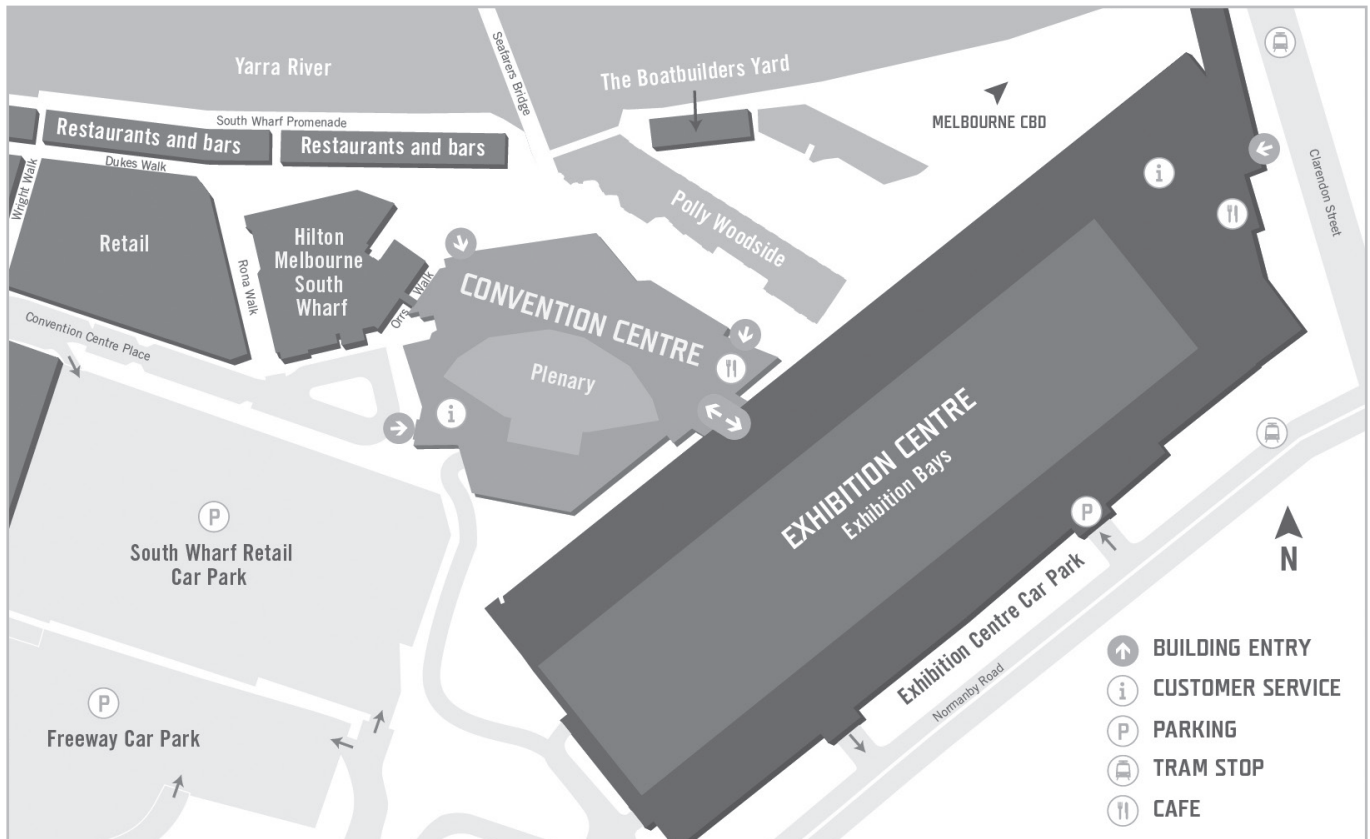 Yarra River
Seafarers Bridge
The Boatbuilders Yard
MELBOURNE CBD
South Wharf Promenade
Restaurants and bars
Restaurants and bars
Dukes Walk
Wright Walk
Retail
Rona Walk
Hilton
Melbourne
South
Wharf
Orrs Walk
Polly Woodside
Clarendon Street
i
Convention Centre Place
CONVENTION CENTRE
Plenary
i
EXHIBITION CENTRE
Exhibition Bays
P
South Wharf Retail
Car Park
P
Exhibition Centre Car Park
Normanby Road
P
Freeway Car Park
N
BUILDING ENTRY
i CUSTOMER SERVICE
P PARKING
TRAM STOP
CAFE